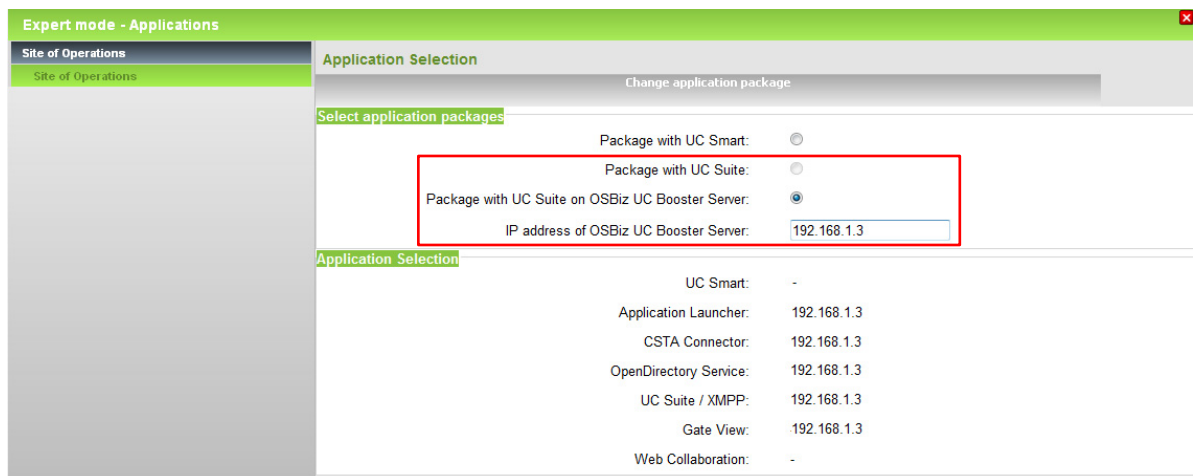 Expert mode - Applications
Site of Operations
Site of Operations
Application Selection
Change application package
Select application packages
Package with UC Smart:
Package with UC Suite:
Package with UC Suite on OSBiz UC Booster Server:
IP address of OSBiz UC Booster Server: 192.168.1.3
Application Selection
UC Smart: -
Application Launcher: 192.168.1.3
CSTA Connector: 192.168.1.3
OpenDirectory Service: 192.168.1.3
UC Suite / XMPP: 192.168.1.3
Gate View: 192.168.1.3
Web Collaboration: -